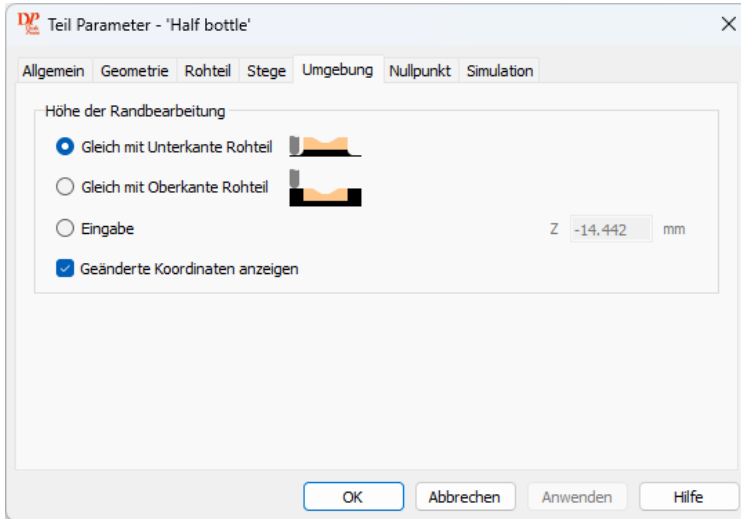 Teil Parameter - 'Half bottle'
Allgemein Geometrie Rohteil Stege Umgebung Nullpunkt Simulation
Höhe der Randbearbeitung
Gleich mit Unterkante Rohteil
Gleich mit Oberkante Rohteil
Eingabe Z -14.442 mm
Geänderte Koordinaten anzeigen
OK Abbrechen Anwenden Hilfe